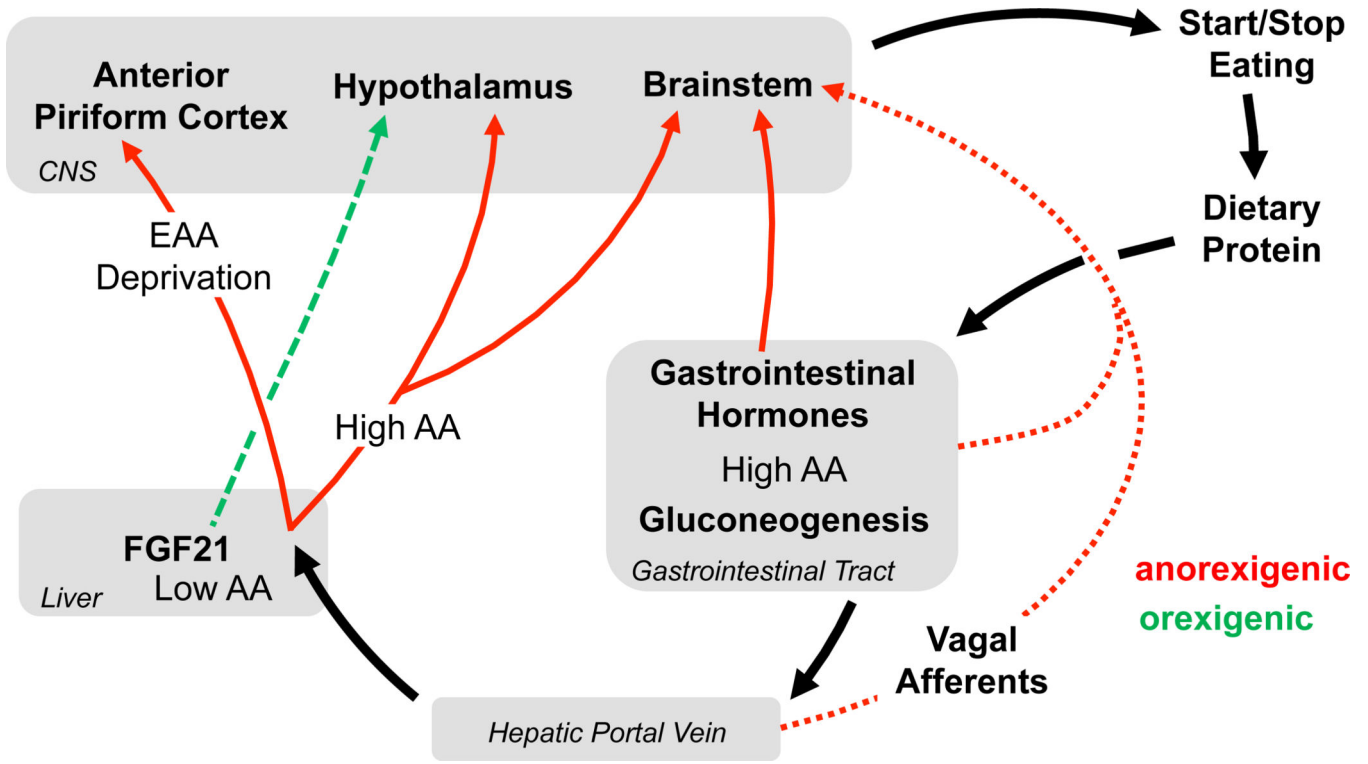 Start/Stop
Eating
Anterior
Piriform Cortex
Hypothalamus
Brainstem
CNS
EAA
Deprivation
Dietary
Protein
High AA
Gastrointestinal
Hormones
High AA
Gluconeogenesis
Gastrointestinal Tract
FGF21
Low AA
Liver
anorexigenic
orexigenic
Vagal
Afferents
Hepatic Portal Vein